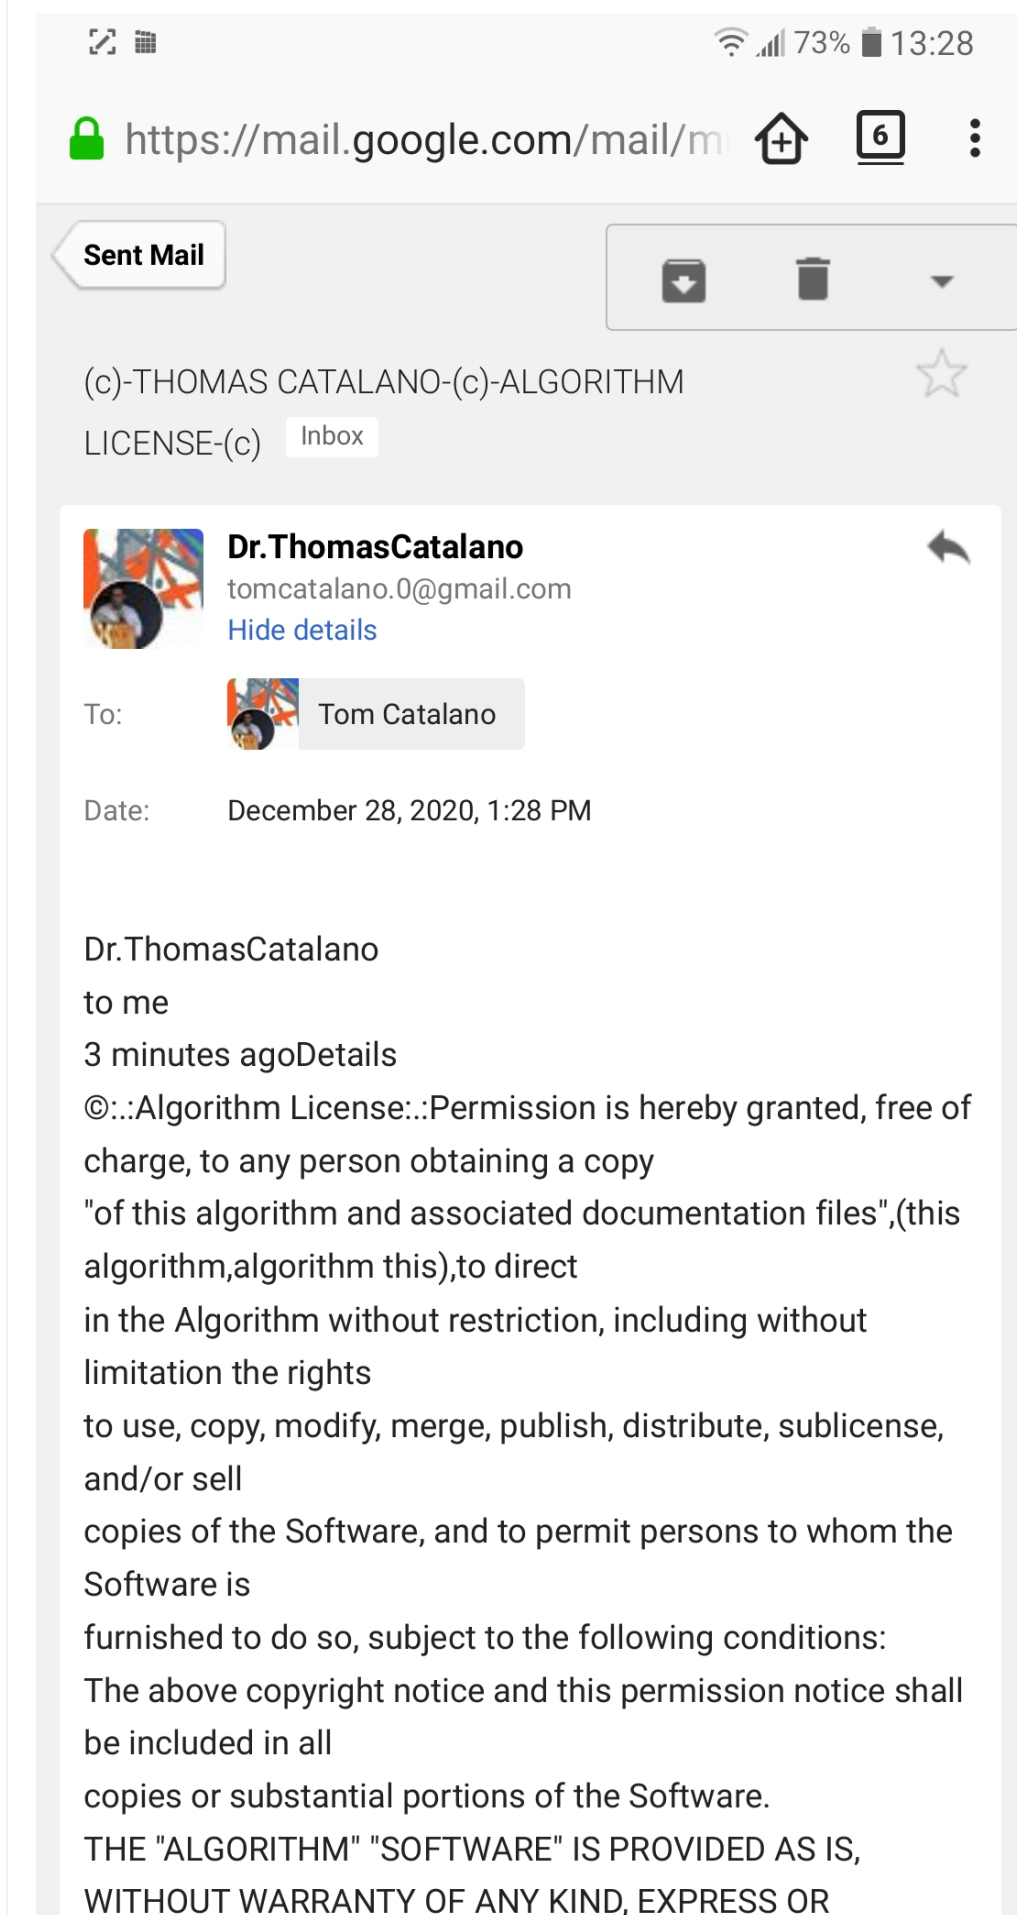 73% 13:28
https://mail.google.com/mail/m
6
Sent Mail
(c)-THOMAS CATALANO-(c)-ALGORITHM
LICENSE-(c) Inbox
Dr.ThomasCatalano
tomcatalano.0@gmail.com
Hide details
To: Tom Catalano
Date: December 28, 2020, 1:28 PM
Dr.ThomasCatalano
to me
3 minutes agoDetails
©:.:Algorithm License:.:Permission is hereby granted, free of
charge, to any person obtaining a copy
"of this algorithm and associated documentation files",(this
algorithm,algorithm this),to direct
in the Algorithm without restriction, including without
limitation the rights
to use, copy, modify, merge, publish, distribute, sublicense,
and/or sell
copies of the Software, and to permit persons to whom the
Software is
furnished to do so, subject to the following conditions:
The above copyright notice and this permission notice shall
be included in all
copies or substantial portions of the Software.
THE "ALGORITHM" "SOFTWARE" IS PROVIDED AS IS,
WITHOUT WARRANTY OF ANY KIND, EXPRESS OR